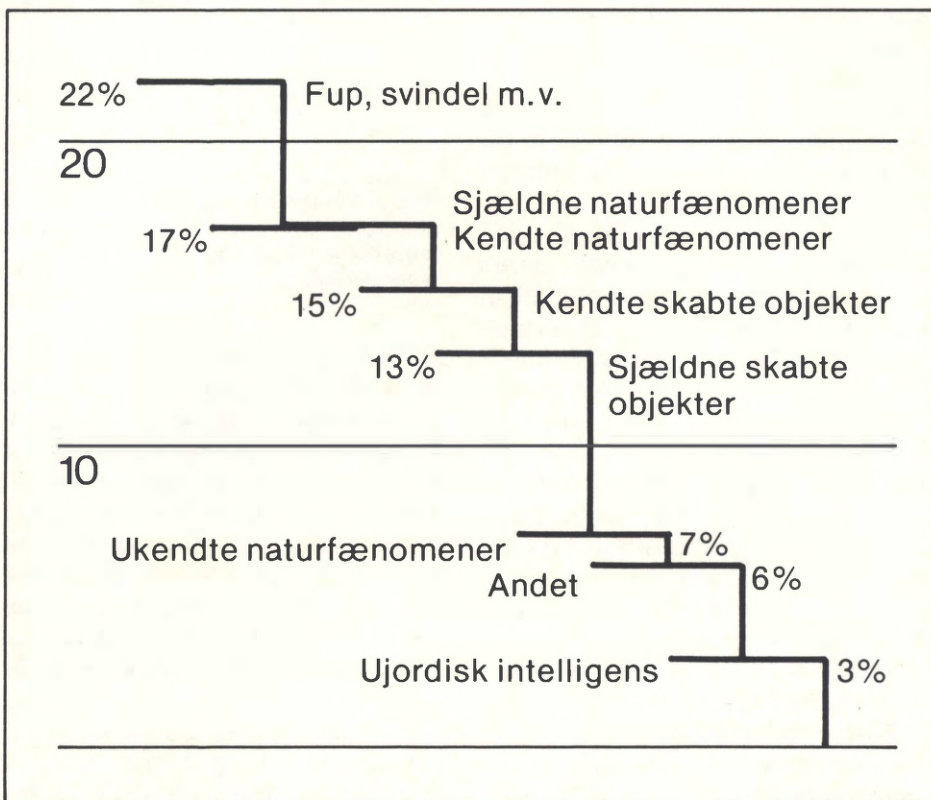 22% Fup, svindel m.v.
20
Sjældne naturfænomener
17% Kendte naturfænomener
15% Kendte skabte objekter
13% Sjældne skabte
objekter
10
Ukendte naturfænomener 7%
Andet 6%
Ujordisk intelligens 3%